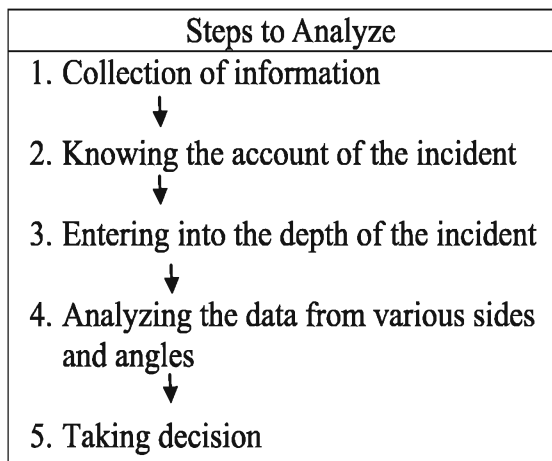 Steps to Analyze
1. Collection of information
2. Knowing the account of the incident
3. Entering into the depth of the incident
4. Analyzing the data from various sides
and angles
5. Taking decision